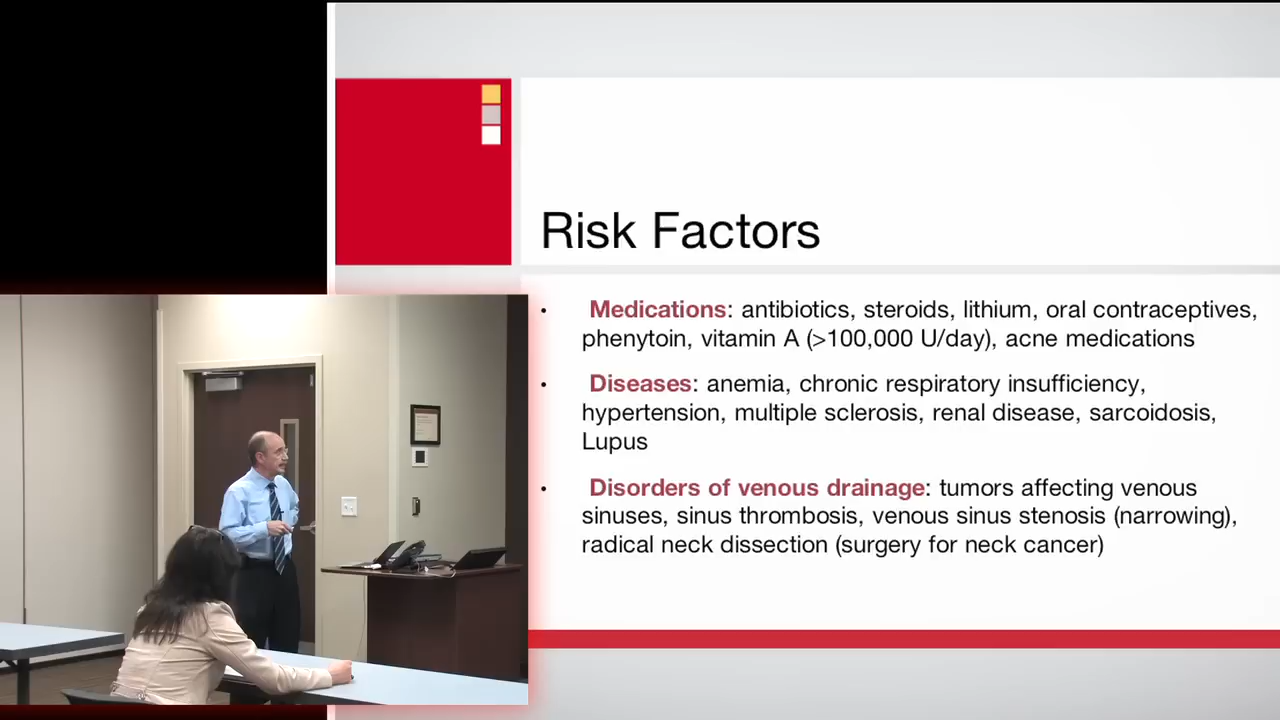 Risk Factors
• Medications: antibiotics, steroids, lithium, oral contraceptives,
phenytoin, vitamin A (>100,000 U/day), acne medications
• Diseases: anemia, chronic respiratory insufficiency,
hypertension, multiple sclerosis, renal disease, sarcoidosis,
Lupus
• Disorders of venous drainage: tumors affecting venous
sinuses, sinus thrombosis, venous sinus stenosis (narrowing),
radical neck dissection (surgery for neck cancer)